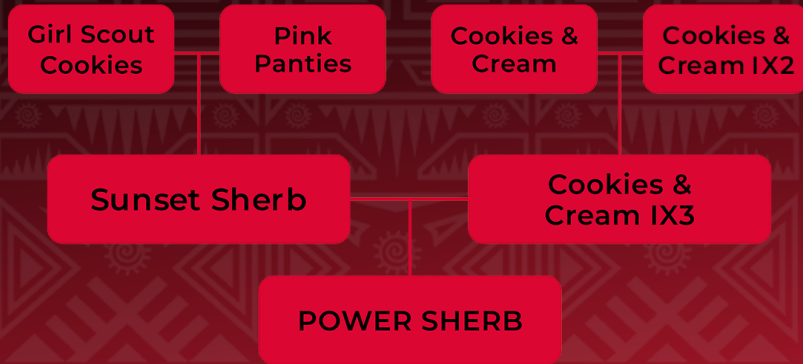 Girl Scout
Cookies
Pink
Panties
Cookies &
Cream
Cookies &
Cream IX2
Sunset Sherb
Cookies &
Cream IX3
POWER SHERB